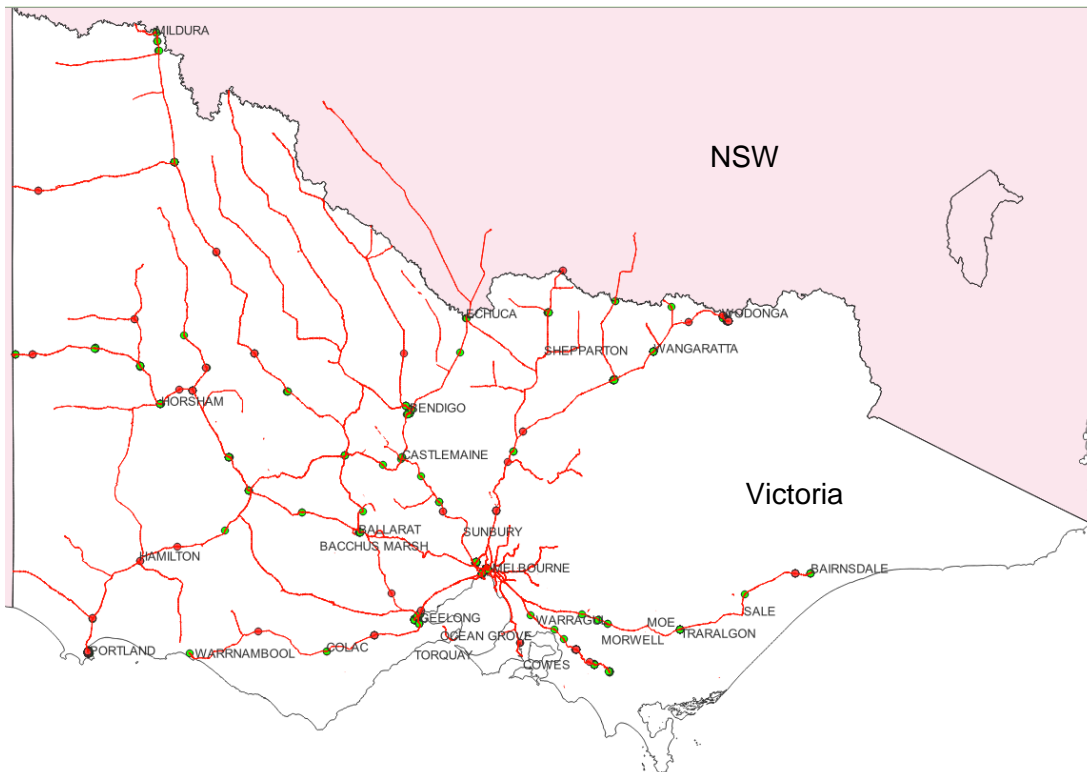 MILDURA
NSW
ECHUCA
WODONGA
SHEPPARTON
WANGARATTA
HORSHAM
BENDIGO
CASTLEMAINE
Victoria
BALLARAT
SUNBURY
BACCHUS MARSH
HAMILTON
MELBOURNE
BAIRNSDALE
GEELONG
WARRAGUL
MOE
SALE
OCEAN GROVE
MORWELL
TRARALGON
PORTLAND
WARRNAMBOOL
COLAC
TORQUAY
COWES